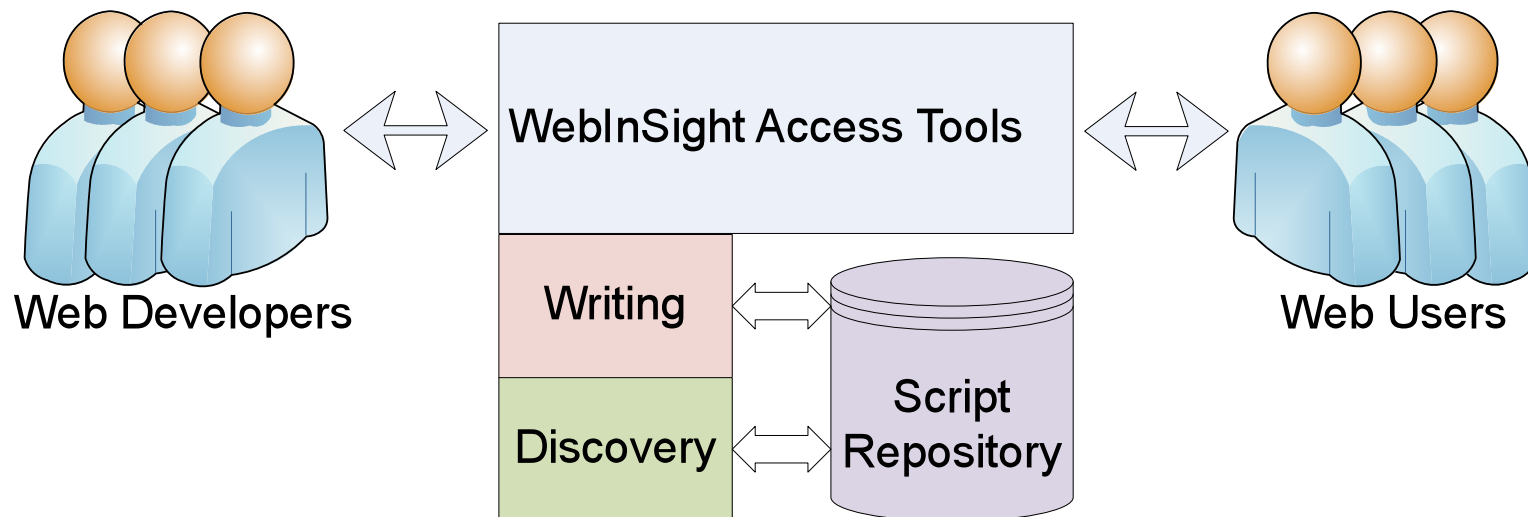 WebInSight Access Tools
Web Developers
Web Users
Writing
Discovery
Script
Repository